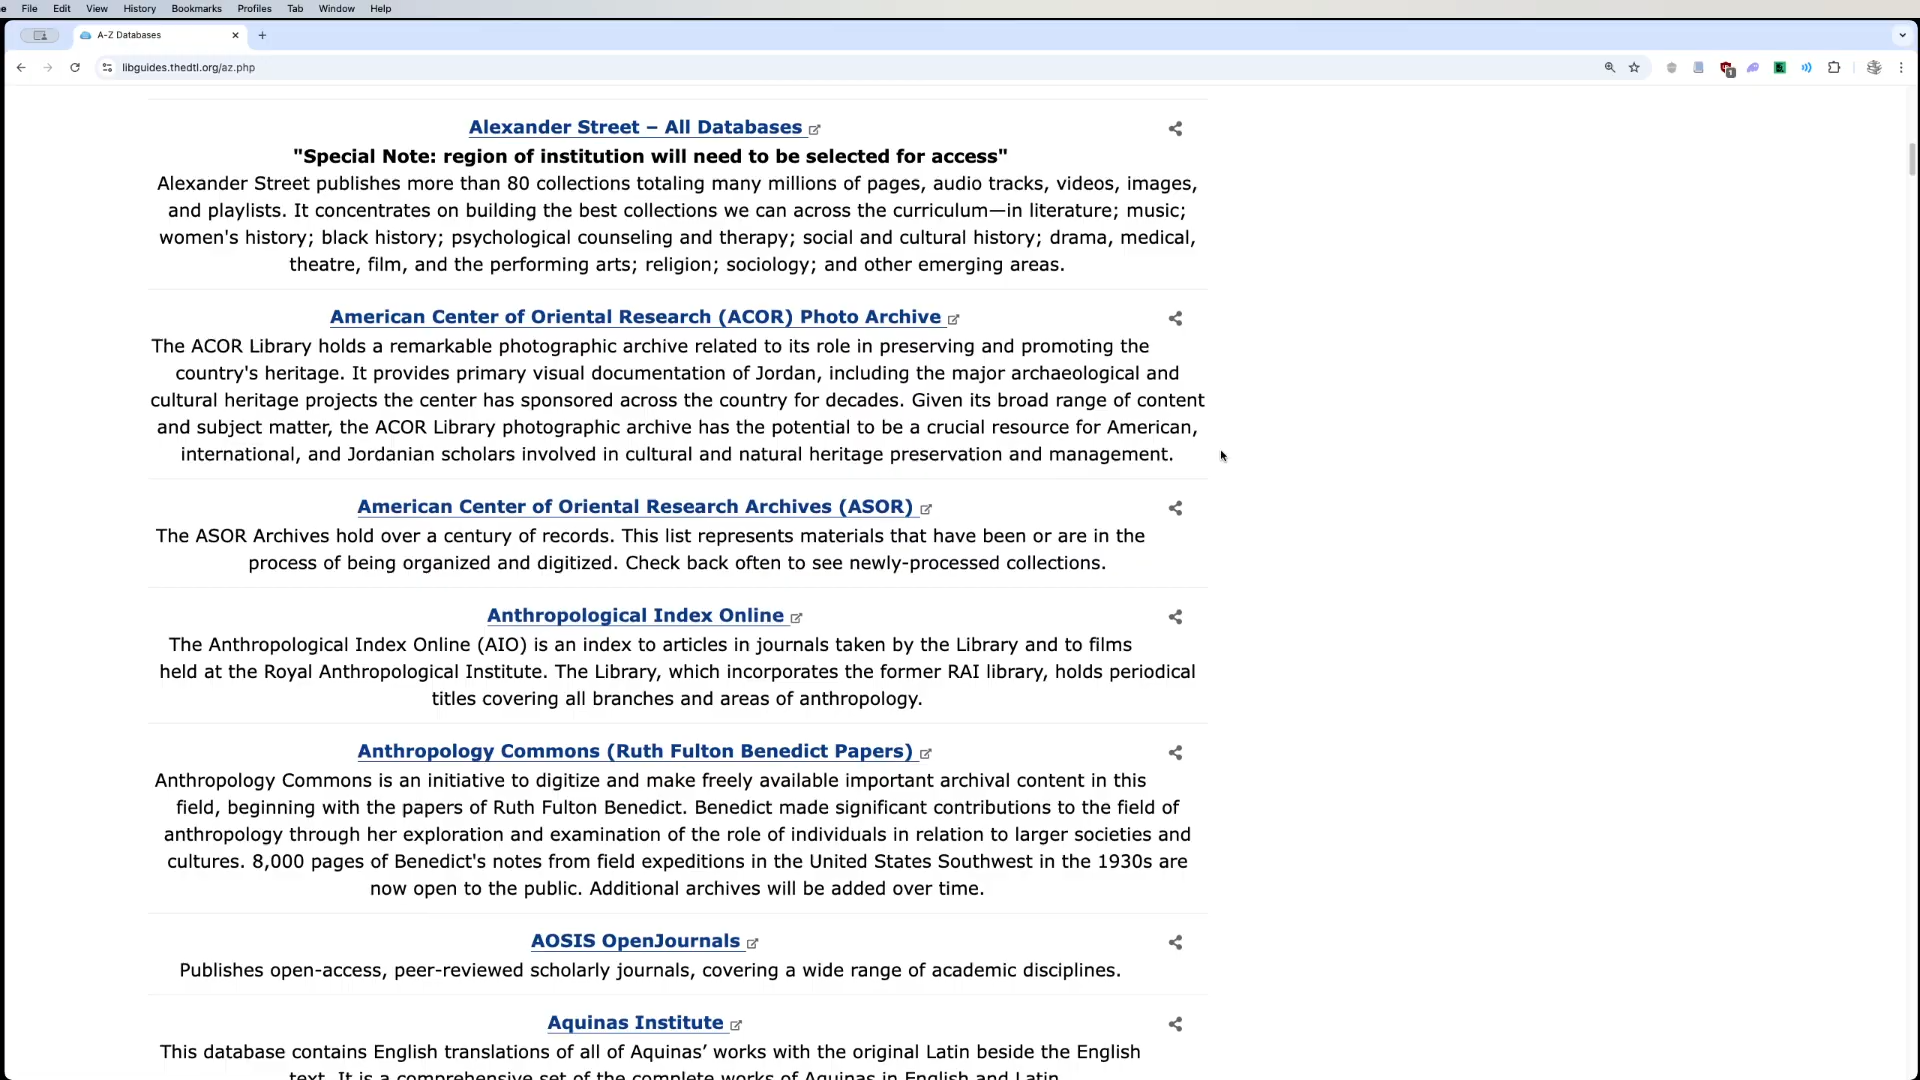 File Edit View History Bookmarks Profiles Tab Window Help
A-Z Databases
libguides.thedtl.org/az.php
1
Alexander Street – All Databases
"Special Note: region of institution will need to be selected for access"
Alexander Street publishes more than 80 collections totaling many millions of pages, audio tracks, videos, images,
and playlists. It concentrates on building the best collections we can across the curriculum—in literature; music;
women's history; black history; psychological counseling and therapy; social and cultural history; drama, medical,
theatre, film, and the performing arts; religion; sociology; and other emerging areas.
American Center of Oriental Research (ACOR) Photo Archive
The ACOR Library holds a remarkable photographic archive related to its role in preserving and promoting the
country's heritage. It provides primary visual documentation of Jordan, including the major archaeological and
cultural heritage projects the center has sponsored across the country for decades. Given its broad range of content
and subject matter, the ACOR Library photographic archive has the potential to be a crucial resource for American,
international, and Jordanian scholars involved in cultural and natural heritage preservation and management.
American Center of Oriental Research Archives (ASOR)
The ASOR Archives hold over a century of records. This list represents materials that have been or are in the
process of being organized and digitized. Check back often to see newly-processed collections.
Anthropological Index Online
The Anthropological Index Online (AIO) is an index to articles in journals taken by the Library and to films
held at the Royal Anthropological Institute. The Library, which incorporates the former RAI library, holds periodical
titles covering all branches and areas of anthropology.
Anthropology Commons (Ruth Fulton Benedict Papers)
Anthropology Commons is an initiative to digitize and make freely available important archival content in this
field, beginning with the papers of Ruth Fulton Benedict. Benedict made significant contributions to the field of
anthropology through her exploration and examination of the role of individuals in relation to larger societies and
cultures. 8,000 pages of Benedict's notes from field expeditions in the United States Southwest in the 1930s are
now open to the public. Additional archives will be added over time.
AOSIS OpenJournals
Publishes open-access, peer-reviewed scholarly journals, covering a wide range of academic disciplines.
Aquinas Institute
This database contains English translations of all of Aquinas’ works with the original Latin beside the English
text. It is a comprehensive set of the complete works of Aquinas in English and Latin.